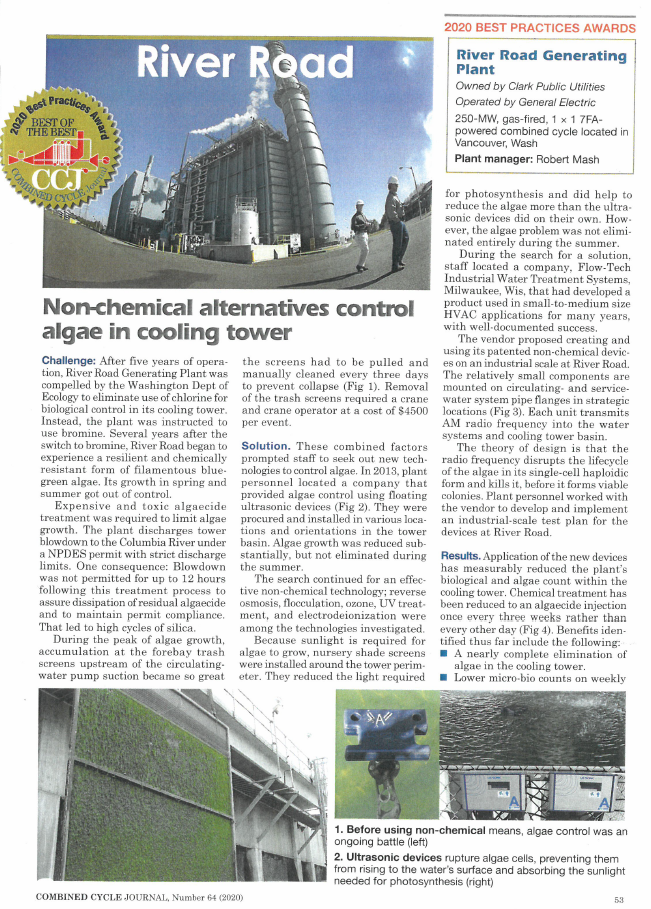 2020 BEST PRACTICES AWARDS
River Road
2020 Best Practices Award
BEST OF
THE BEST
CCJ
COMBINED CYCLE Journal
River Road Generating
Plant
Owned by Clark Public Utilities
Operated by General Electric
250-MW, gas-fired, 1 × 1 7FA-
powered combined cycle located in
Vancouver, Wash
Plant manager: Robert Mash
Non-chemical alternatives control
algae in cooling tower
Challenge: After five years of opera-
tion, River Road Generating Plant was
compelled by the Washington Dept of
Ecology to eliminate use of chlorine for
biological control in its cooling tower.
Instead, the plant was instructed to
use bromine. Several years after the
switch to bromine, River Road began to
experience a resilient and chemically
resistant form of filamentous blue-
green algae. Its growth in spring and
summer got out of control.
Expensive and toxic algaecide
treatment was required to limit algae
growth. The plant discharges tower
blowdown to the Columbia River under
a NPDES permit with strict discharge
limits. One consequence: Blowdown
was not permitted for up to 12 hours
following this treatment process to
assure dissipation of residual algaecide
and to maintain permit compliance.
That led to high cycles of silica.
During the peak of algae growth,
accumulation at the forebay trash
screens upstream of the circulating-
water pump suction became so great
the screens had to be pulled and
manually cleaned every three days
to prevent collapse (Fig 1). Removal
of the trash screens required a crane
and crane operator at a cost of $4500
per event.
Solution. These combined factors
prompted staff to seek out new tech-
nologies to control algae. In 2013, plant
personnel located a company that
provided algae control using floating
ultrasonic devices (Fig 2). They were
procured and installed in various loca-
tions and orientations in the tower
basin. Algae growth was reduced sub-
stantially, but not eliminated during
the summer.
The search continued for an effec-
tive non-chemical technology; reverse
osmosis, flocculation, ozone, UV treat-
ment, and electrodeionization were
among the technologies investigated.
Because sunlight is required for
algae to grow, nursery shade screens
were installed around the tower perim-
eter. They reduced the light required
for photosynthesis and did help to
reduce the algae more than the ultra-
sonic devices did on their own. How-
ever, the algae problem was not elimi-
nated entirely during the summer.
During the search for a solution,
staff located a company, Flow-Tech
Industrial Water Treatment Systems,
Milwaukee, Wis, that had developed a
product used in small-to-medium size
HVAC applications for many years,
with well-documented success.
The vendor proposed creating and
using its patented non-chemical devic-
es on an industrial scale at River Road.
The relatively small components are
mounted on circulating- and service-
water system pipe flanges in strategic
locations (Fig 3). Each unit transmits
AM radio frequency into the water
systems and cooling tower basin.
The theory of design is that the
radio frequency disrupts the lifecycle
of the algae in its single-cell haploidic
form and kills it, before it forms viable
colonies. Plant personnel worked with
the vendor to develop and implement
an industrial-scale test plan for the
devices at River Road.
Results. Application of the new devices
has measurably reduced the plant's
biological and algae count within the
cooling tower. Chemical treatment has
been reduced to an algaecide injection
once every three weeks rather than
every other day (Fig 4). Benefits iden-
tified thus far include the following:
■ A nearly complete elimination of
algae in the cooling tower.
■ Lower micro-bio counts on weekly
"A"
A
A
1. Before using non-chemical means, algae control was an
ongoing battle (left)
2. Ultrasonic devices rupture algae cells, preventing them
from rising to the water's surface and absorbing the sunlight
needed for photosynthesis (right)
COMBINED CYCLE JOURNAL, Number 64 (2020)
53